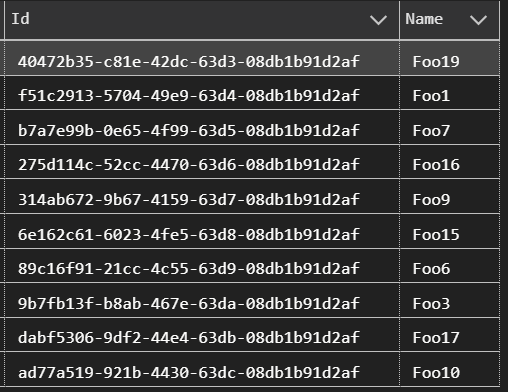 Id Name
40472b35-c81e-42dc-63d3-08db1b91d2af Foo19
f51c2913-5704-49e9-63d4-08db1b91d2af Foo1
b7a7e99b-0e65-4f99-63d5-08db1b91d2af Foo7
275d114c-52cc-4470-63d6-08db1b91d2af Foo16
314ab672-9b67-4159-63d7-08db1b91d2af Foo9
6e162c61-6023-4fe5-63d8-08db1b91d2af Foo15
89c16f91-21cc-4c55-63d9-08db1b91d2af Foo6
9b7fb13f-b8ab-467e-63da-08db1b91d2af Foo3
dabf5306-9df2-44e4-63db-08db1b91d2af Foo17
ad77a519-921b-4430-63dc-08db1b91d2af Foo10